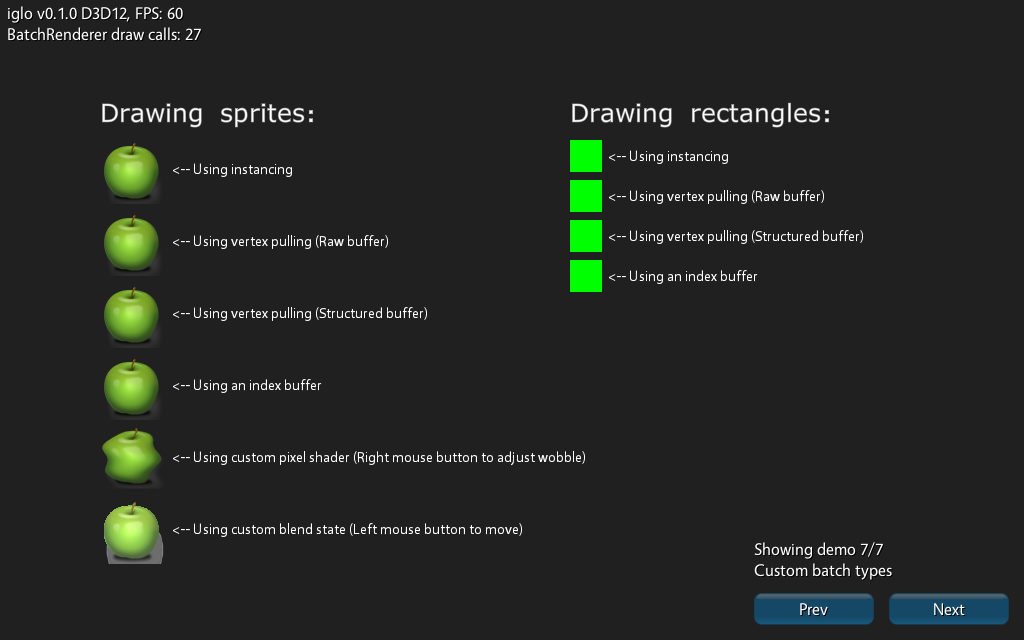 iglo v0.1.0 D3D12, FPS: 60
BatchRenderer draw calls: 27
Drawing sprites:
<-- Using instancing
<-- Using vertex pulling (Raw buffer)
<-- Using vertex pulling (Structured buffer)
<-- Using an index buffer
<-- Using custom pixel shader (Right mouse button to adjust wobble)
<-- Using custom blend state (Left mouse button to move)
Drawing rectangles:
<-- Using instancing
<-- Using vertex pulling (Raw buffer)
<-- Using vertex pulling (Structured buffer)
<-- Using an index buffer
Showing demo 7/7
Custom batch types
Prev
Next